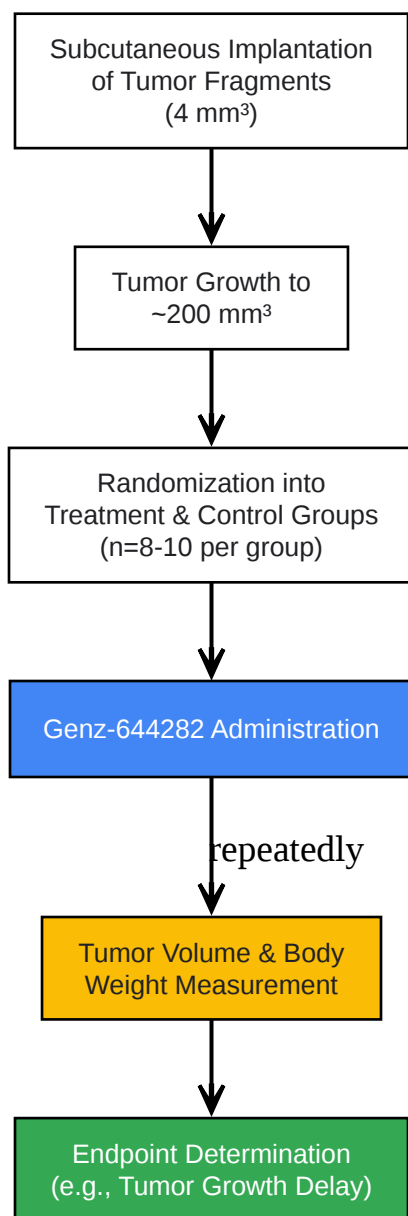 Subcutaneous Implantation
of Tumor Fragments
(4 mm³)
Tumor Growth to
~200 mm³
Randomization into
Treatment & Control Groups
(n=8-10 per group)
Genz-644282 Administration
repeatedly
Tumor Volume & Body
Weight Measurement
Endpoint Determination
(e.g., Tumor Growth Delay)